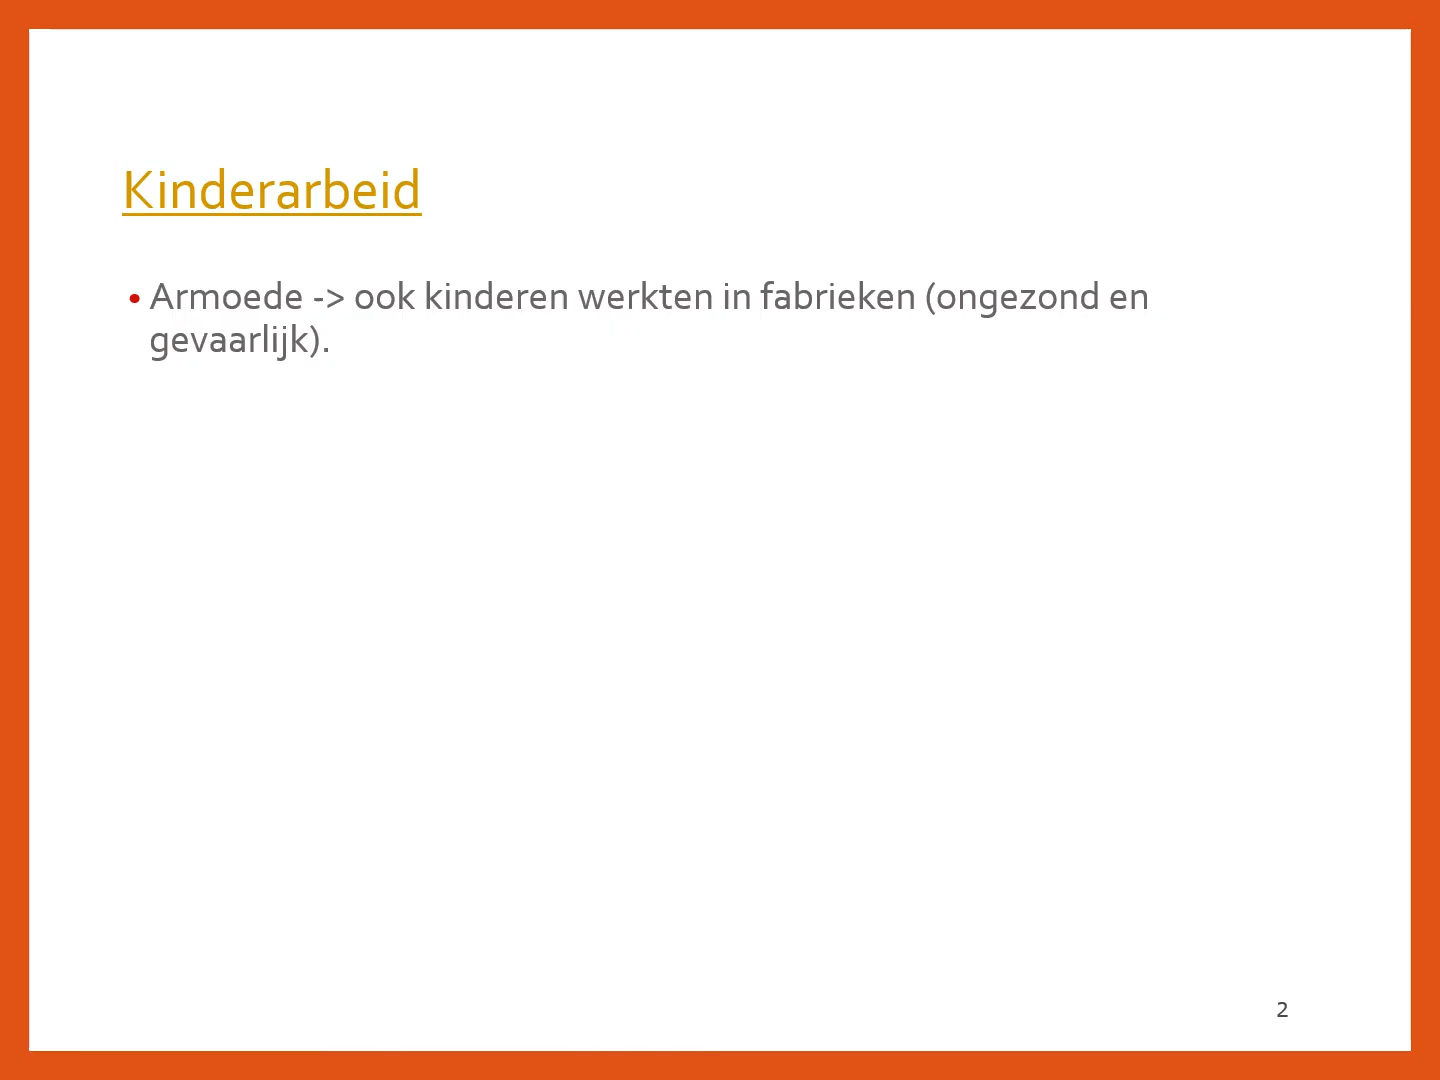 Kinderarbeid
• Armoede -> ook kinderen werkten in fabrieken (ongezond en
gevaarlijk).
2